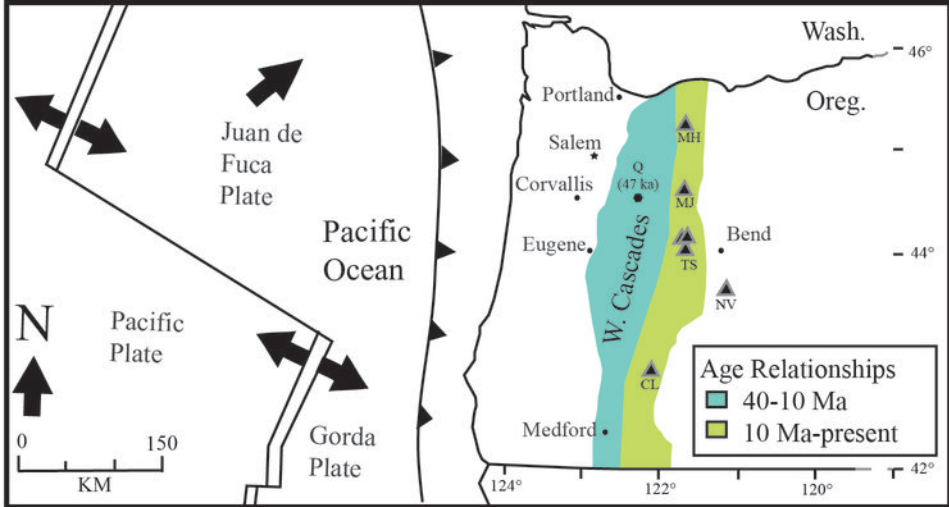 Wash.
46°
Oreg.
Portland
Juan de
Fuca
Plate
MH
Salem
Q
(47 ka)
Corvallis
MJ
Pacific
Ocean
Eugene
Bend
TS
44°
W. Cascades
NV
N
Pacific
Plate
CL
Age Relationships
40-10 Ma
10 Ma-present
0 150
KM
Gorda
Plate
Medford
42°
124° 122° 120°